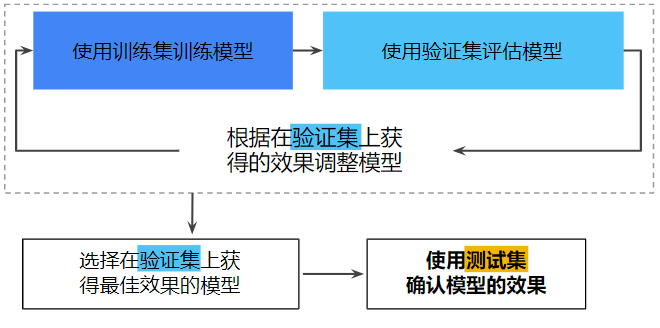 使用训练集训练模型
使用验证集评估模型
根据在验证集上获
得的效果调整模型
选择在验证集上获
得最佳效果的模型
使用测试集
确认模型的效果